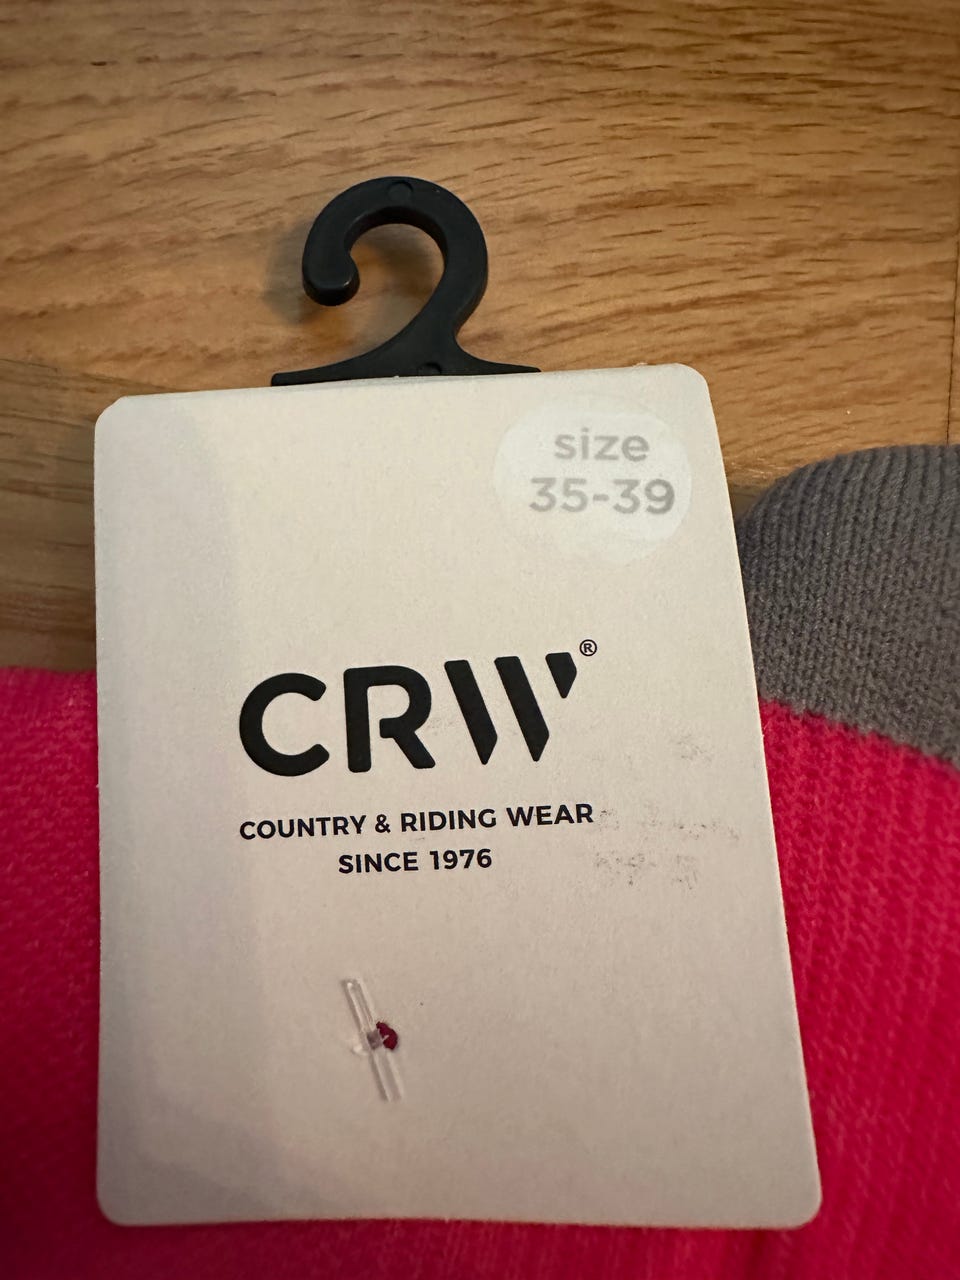 size
35-39
CRW®
COUNTRY & RIDING WEAR
SINCE 1976